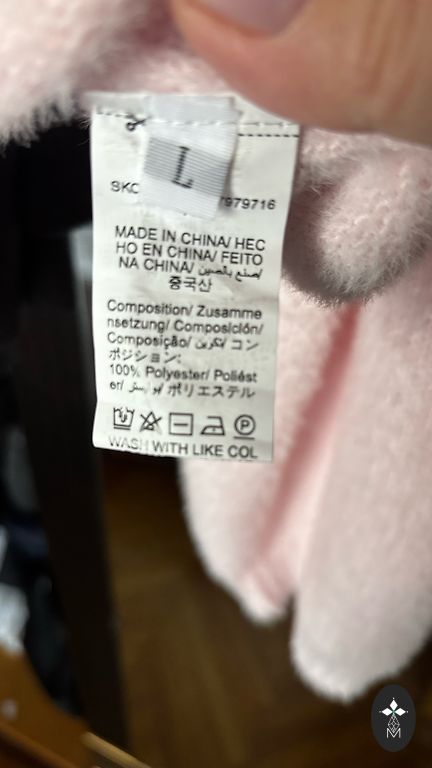 L
7979716
MADE IN CHINA/ HEC
HO EN CHINA/ FEITO
NA CHINA/ صنع بالصين/
중국산
Composition/ Zusamme
nsetzung/ Composición/
Composição/ تكوين/ コン
ポジション:
100% Polyester/ Poliést
er/ بوليستر/ ポリエステル
WASH WITH LIKE COL
M